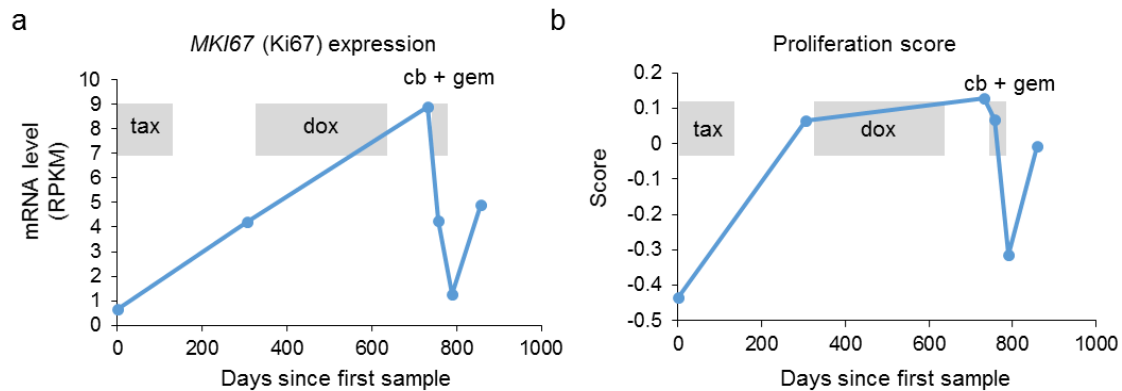 a
MKI67 (Ki67) expression
mRNA level
(RPKM)
10
9
8
7
6
5
4
3
2
1
0
tax
dox
cb + gem
0
200
400
600
800
1000
Days since first sample
b
Proliferation score
Score
0.2
0.1
0
-0.1
-0.2
-0.3
-0.4
-0.5
tax
dox
cb + gem
0
200
400
600
800
1000
Days since first sample